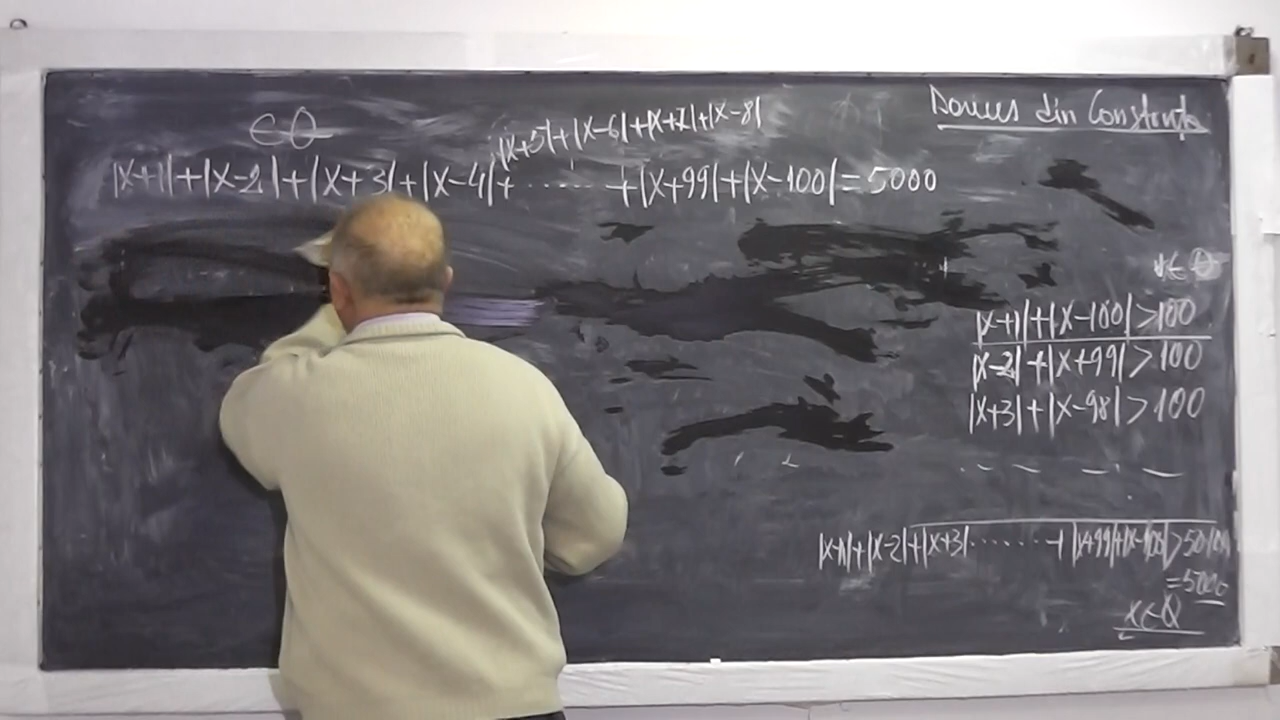 Darius din Constanța
∈ Q
|x+5|+|x-6|+|x+7|+|x-8|
|x+1|+|x-2|+|x+3|+|x-4|+ ...... +|x+99|+|x-100|=5000
x∈Q
|x+1|+|x-100|>100
|x-2|+|x+99|>100
|x+3|+|x-98|>100
|x+1|+|x-2|+|x+3|.......+|x+99|+|x-100|>50·100
=5000
x∈Q